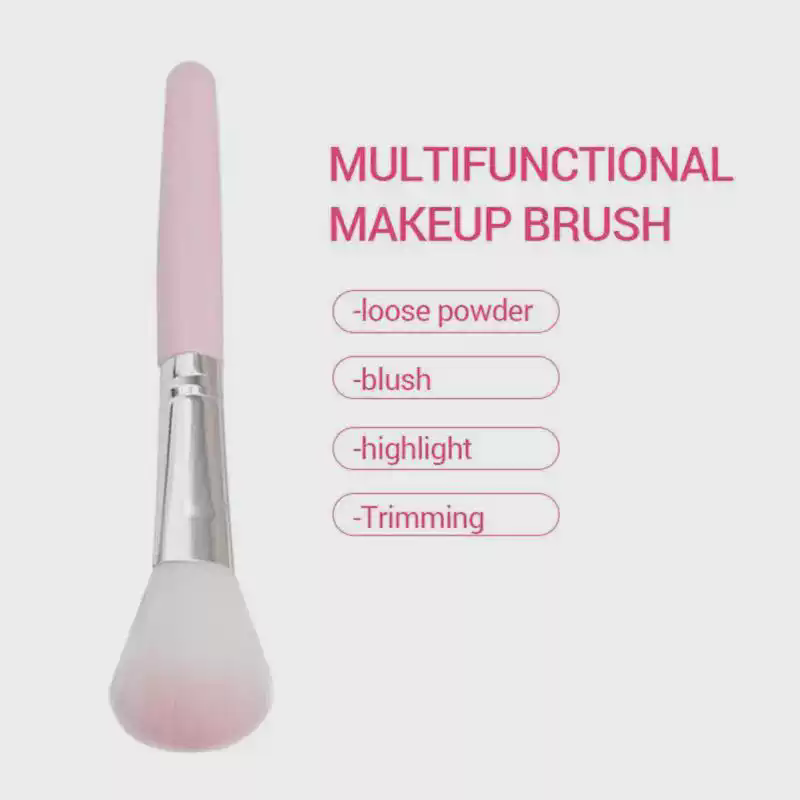 MULTIFUNCTIONAL
MAKEUP BRUSH
-loose powder
-blush
-highlight
-Trimming